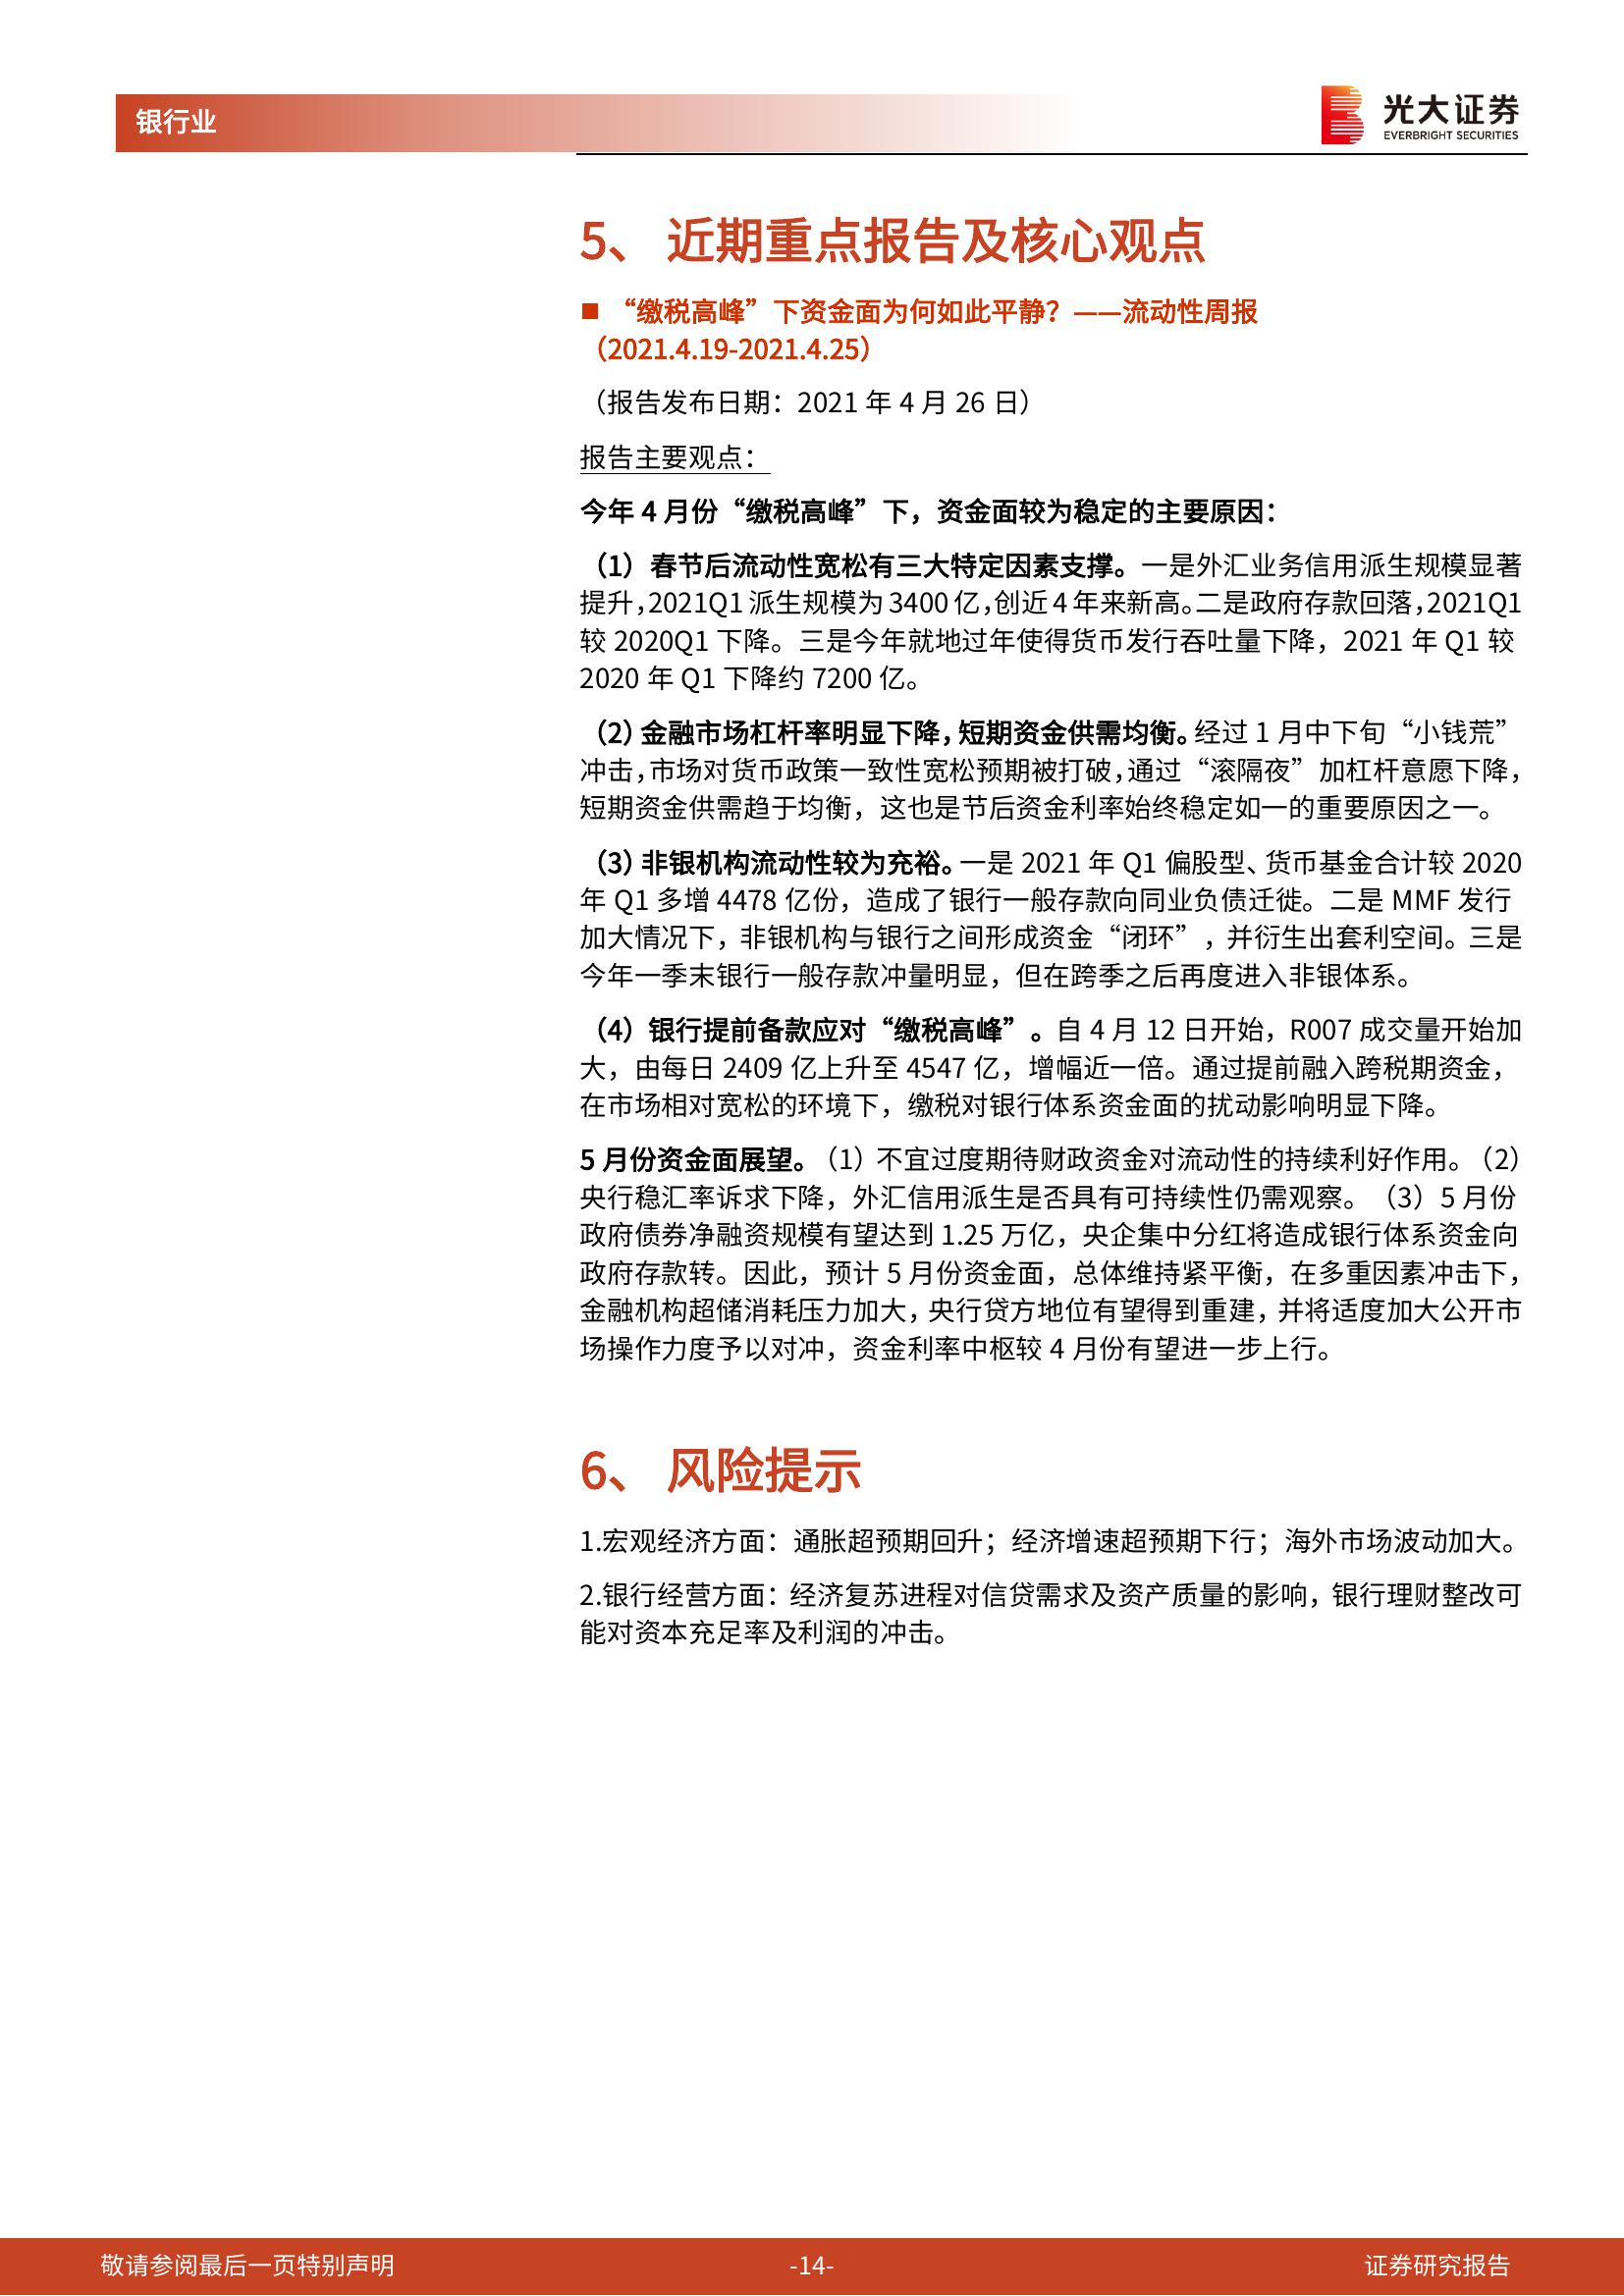 银行业
光大证券
EVERBRIGHT SECURITIES
5、 近期重点报告及核心观点
■ “缴税高峰”下资金面为何如此平静？——流动性周报
（2021.4.19-2021.4.25）
（报告发布日期：2021 年 4 月 26 日）
报告主要观点：
今年 4 月份“缴税高峰”下，资金面较为稳定的主要原因：
（1）春节后流动性宽松有三大特定因素支撑。一是外汇业务信用派生规模显著
提升，2021Q1 派生规模为 3400 亿，创近 4 年来新高。二是政府存款回落，2021Q1
较 2020Q1 下降。三是今年就地过年使得货币发行吞吐量下降，2021 年 Q1 较
2020 年 Q1 下降约 7200 亿。
（2）金融市场杠杆率明显下降，短期资金供需均衡。经过 1 月中下旬“小钱荒”
冲击，市场对货币政策一致性宽松预期被打破，通过“滚隔夜”加杠杆意愿下降，
短期资金供需趋于均衡，这也是节后资金利率始终稳定如一的重要原因之一。
（3）非银机构流动性较为充裕。一是 2021 年 Q1 偏股型、货币基金合计较 2020
年 Q1 多增 4478 亿份，造成了银行一般存款向同业负债迁徙。二是 MMF 发行
加大情况下，非银机构与银行之间形成资金“闭环”，并衍生出套利空间。三是
今年一季末银行一般存款冲量明显，但在跨季之后再度进入非银体系。
（4）银行提前备款应对“缴税高峰”。自 4 月 12 日开始，R007 成交量开始加
大，由每日 2409 亿上升至 4547 亿，增幅近一倍。通过提前融入跨税期资金，
在市场相对宽松的环境下，缴税对银行体系资金面的扰动影响明显下降。
5 月份资金面展望。（1）不宜过度期待财政资金对流动性的持续利好作用。（2）
央行稳汇率诉求下降，外汇信用派生是否具有可持续性仍需观察。（3）5 月份
政府债券净融资规模有望达到 1.25 万亿，央企集中分红将造成银行体系资金向
政府存款转。因此，预计 5 月份资金面，总体维持紧平衡，在多重因素冲击下，
金融机构超储消耗压力加大，央行贷方地位有望得到重建，并将适度加大公开市
场操作力度予以对冲，资金利率中枢较 4 月份有望进一步上行。
6、 风险提示
1.宏观经济方面：通胀超预期回升；经济增速超预期下行；海外市场波动加大。
2.银行经营方面：经济复苏进程对信贷需求及资产质量的影响，银行理财整改可
能对资本充足率及利润的冲击。
敬请参阅最后一页特别声明
-14-
证券研究报告